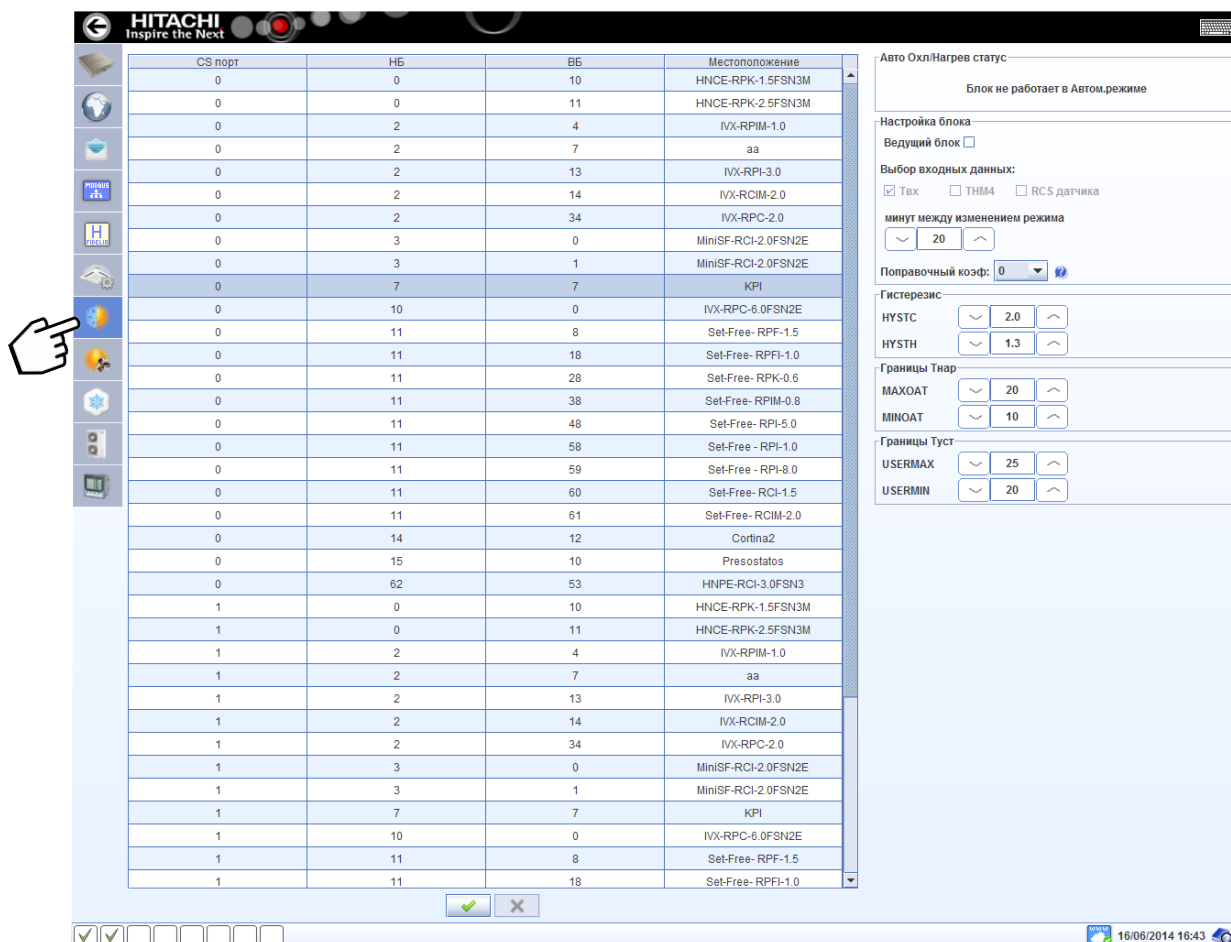 HITACHI
Inspire the Next
CS порт НБ ВБ Местоположение
0 0 10 HNCE-RPK-1.5FSN3M
0 0 11 HNCE-RPK-2.5FSN3M
0 2 4 IVX-RPIM-1.0
0 2 7 aa
0 2 13 IVX-RPI-3.0
0 2 14 IVX-RCIM-2.0
0 2 34 IVX-RPC-2.0
0 3 0 MiniSF-RCI-2.0FSN2E
0 3 1 MiniSF-RCI-2.0FSN2E
0 7 7 KPI
0 10 0 IVX-RPC-6.0FSN2E
0 11 8 Set-Free- RPF-1.5
0 11 18 Set-Free- RPFI-1.0
0 11 28 Set-Free- RPK-0.6
0 11 38 Set-Free- RPIM-0.8
0 11 48 Set-Free- RPI-5.0
0 11 58 Set-Free - RPI-1.0
0 11 59 Set-Free - RPI-8.0
0 11 60 Set-Free- RCI-1.5
0 11 61 Set-Free- RCIM-2.0
0 14 12 Cortina2
0 15 10 Presostatos
0 62 53 HNPE-RCI-3.0FSN3
1 0 10 HNCE-RPK-1.5FSN3M
1 0 11 HNCE-RPK-2.5FSN3M
1 2 4 IVX-RPIM-1.0
1 2 7 aa
1 2 13 IVX-RPI-3.0
1 2 14 IVX-RCIM-2.0
1 2 34 IVX-RPC-2.0
1 3 0 MiniSF-RCI-2.0FSN2E
1 3 1 MiniSF-RCI-2.0FSN2E
1 7 7 KPI
1 10 0 IVX-RPC-6.0FSN2E
1 11 8 Set-Free- RPF-1.5
1 11 18 Set-Free- RPFI-1.0
MODBUS
H
FIDELIO
Авто Охл/Нагрев статус
Блок не работает в Автом.режиме
Настройка блока
Ведущий блок
Выбор входных данных:
Твх THM4 RCS датчика
минут между изменением режима
20
Поправочный коэф: 0
Гистерезис
HYSTC 2.0
HYSTH 1.3
Границы Тнар
MAXOAT 20
MINOAT 10
Границы Туст
USERMAX 25
USERMIN 20
www
16/06/2014 16:43